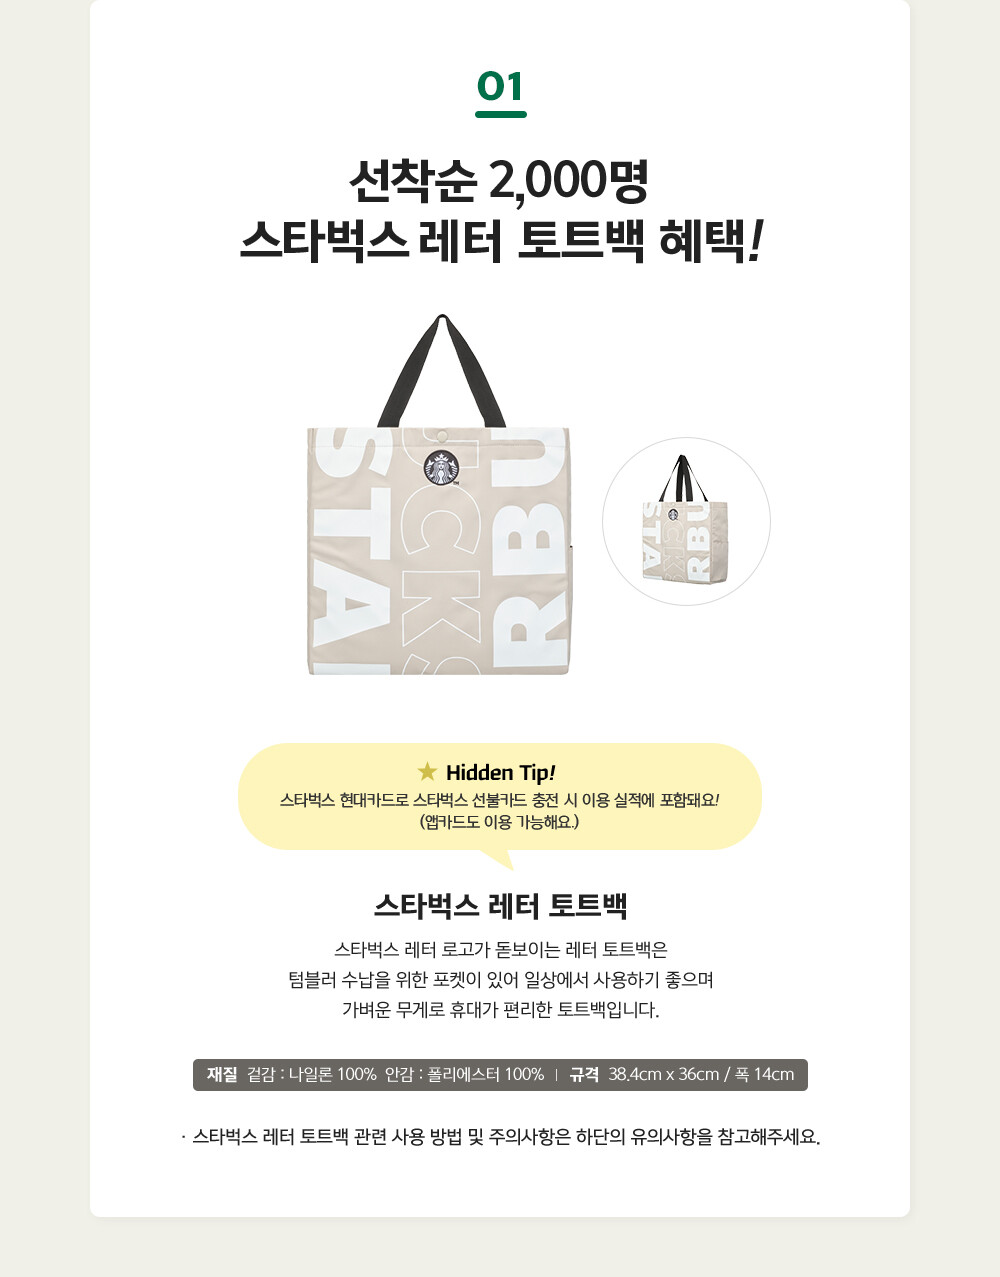 01
선착순 2,000명
스타벅스 레터 토트백 혜택!
STA
UCKS
RBU
TM
STA
RBU
★ Hidden Tip!
스타벅스 현대카드로 스타벅스 선불카드 충전 시 이용 실적에 포함돼요!
(앱카드도 이용 가능해요.)
스타벅스 레터 토트백
스타벅스 레터 로고가 돋보이는 레터 토트백은
텀블러 수납을 위한 포켓이 있어 일상에서 사용하기 좋으며
가벼운 무게로 휴대가 편리한 토트백입니다.
재질 겉감 : 나일론 100% 안감 : 폴리에스터 100% | 규격 38.4cm x 36cm / 폭 14cm
· 스타벅스 레터 토트백 관련 사용 방법 및 주의사항은 하단의 유의사항을 참고해주세요.